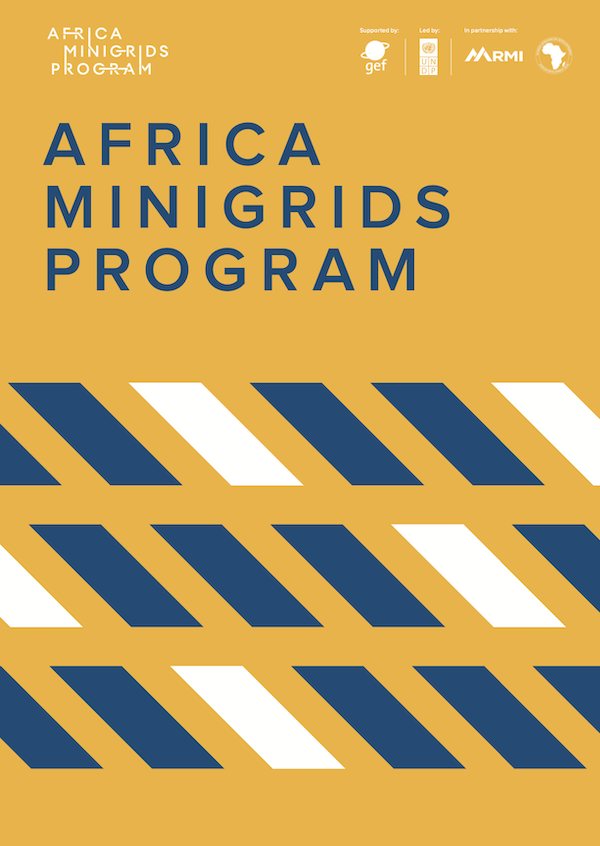 AFRICA
MINIGRIDS
PROGRAM
Supported by:
gef
Led by:
UN
DP
In partnership with:
RMI
AFRICA
MINIGRIDS
PROGRAM